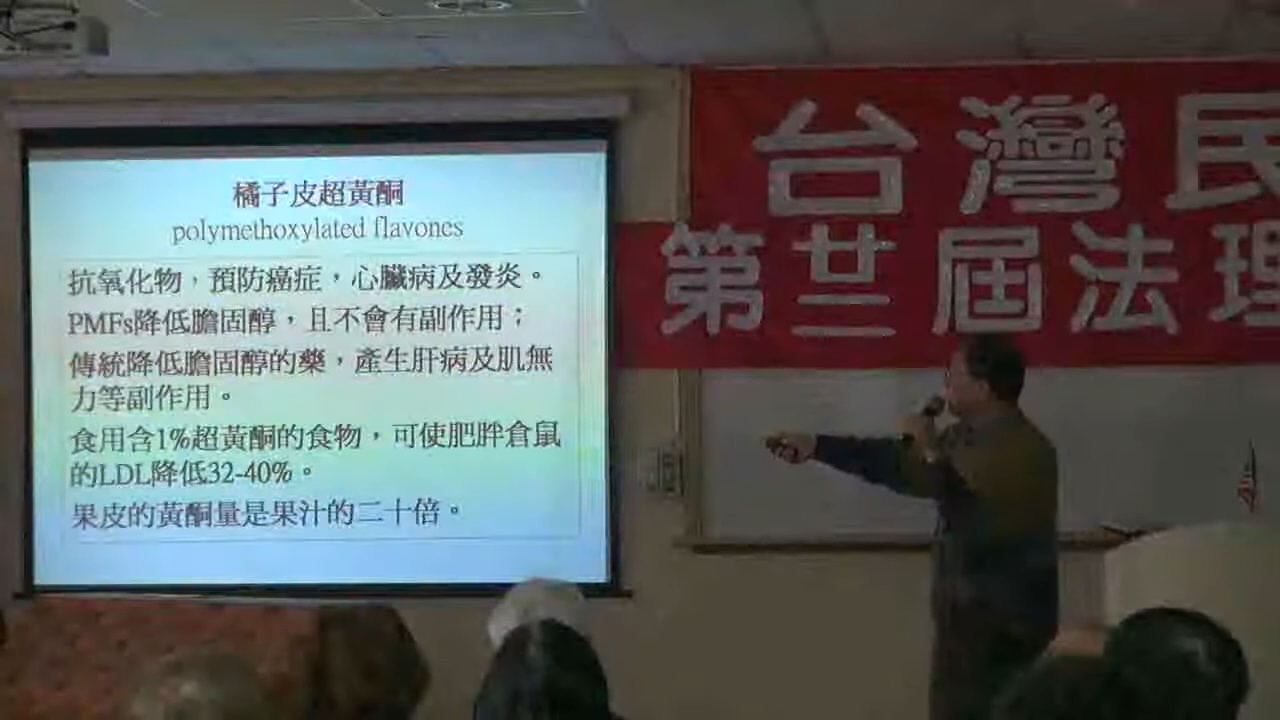 橘子皮超黃酮
polymethoxylated flavones
抗氧化物，預防癌症，心臟病及發炎。
PMFs降低膽固醇，且不會有副作用；
傳統降低膽固醇的藥，產生肝病及肌無
力等副作用。
食用含1%超黃酮的食物，可使肥胖倉鼠
的LDL降低32-40%。
果皮的黃酮量是果汁的二十倍。
台灣民
第廿二屆法理